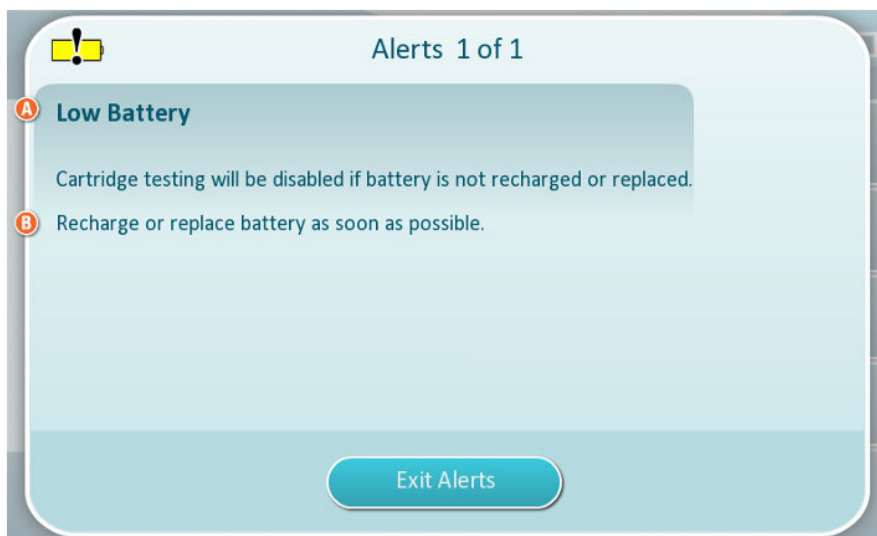 Alerts 1 of 1
A Low Battery
Cartridge testing will be disabled if battery is not recharged or replaced.
B Recharge or replace battery as soon as possible.
Exit Alerts